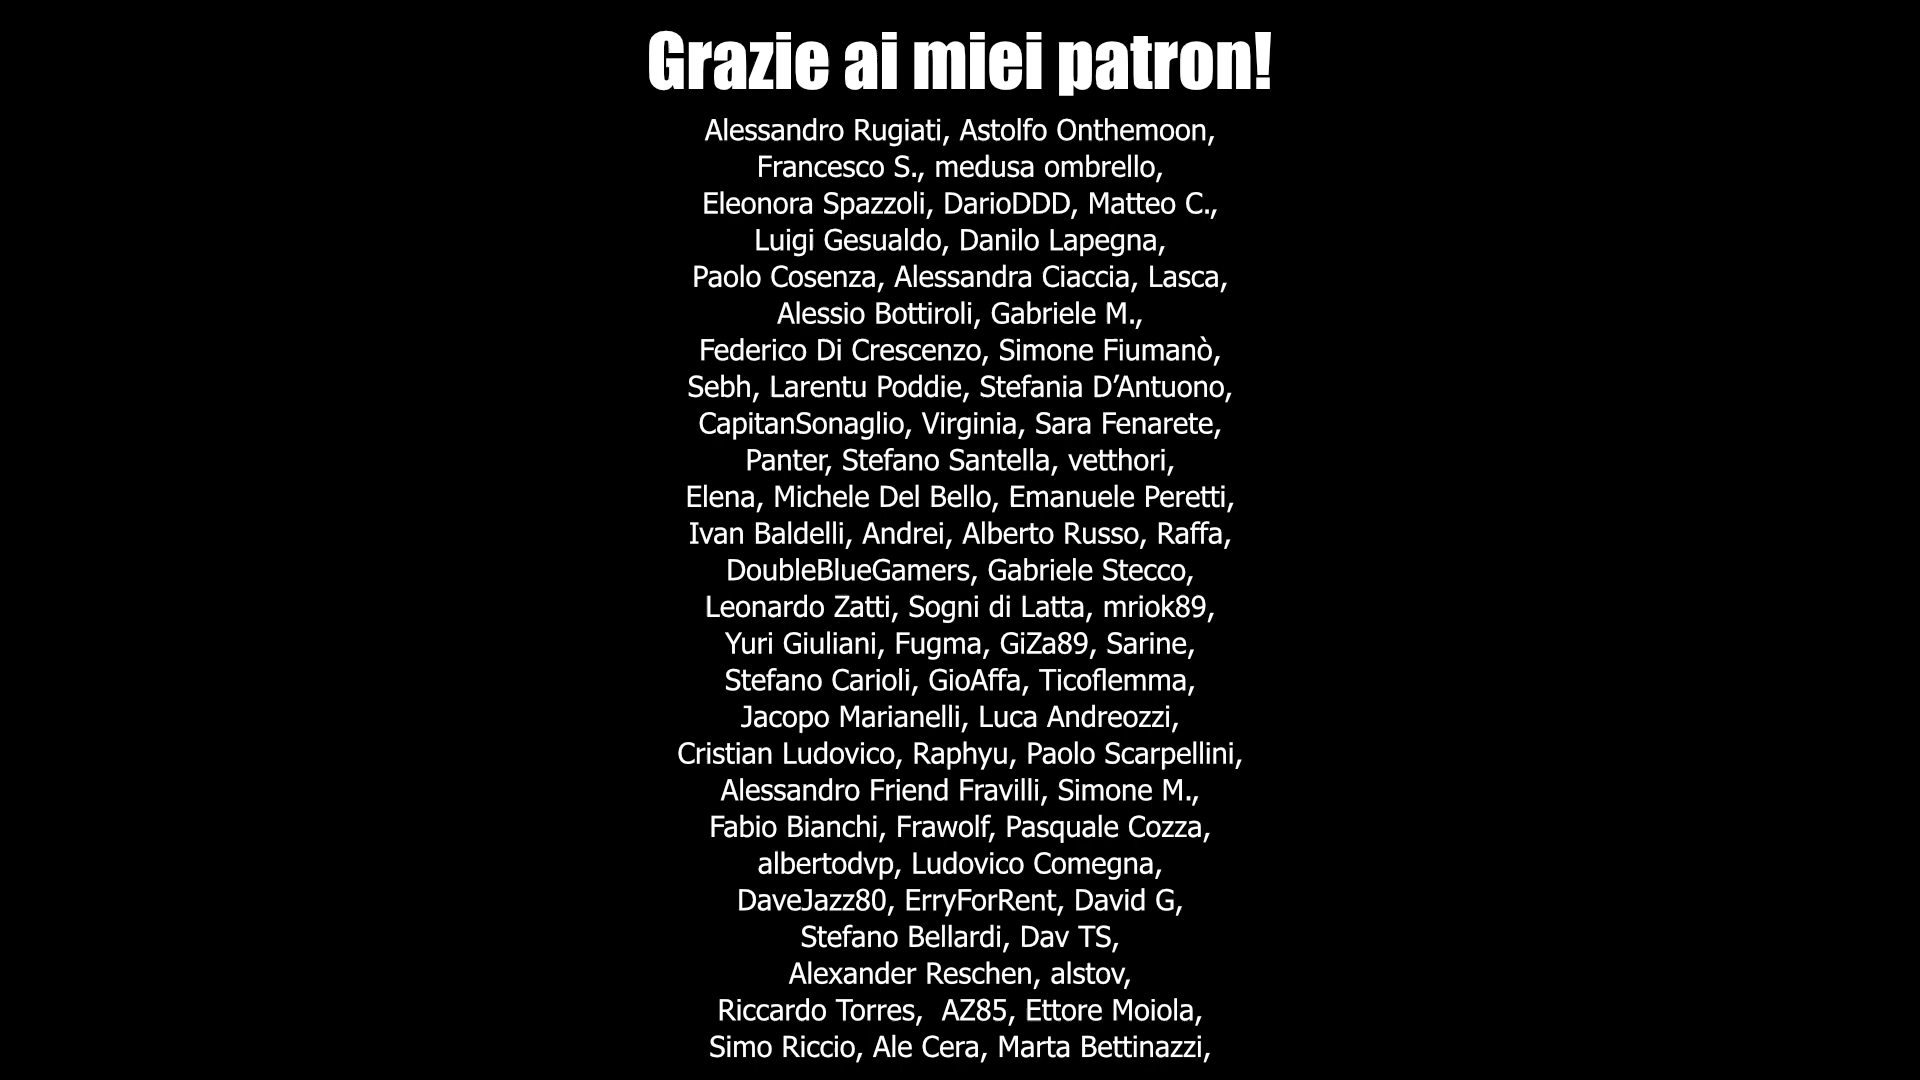 Grazie ai miei patron!
Alessandro Rugiati, Astolfo Onthemoon,
Francesco S., medusa ombrello,
Eleonora Spazzoli, DarioDDD, Matteo C.,
Luigi Gesualdo, Danilo Lapegna,
Paolo Cosenza, Alessandra Ciaccia, Lasca,
Alessio Bottiroli, Gabriele M.,
Federico Di Crescenzo, Simone Fiumanò,
Sebh, Larentu Poddie, Stefania D’Antuono,
CapitanSonaglio, Virginia, Sara Fenarete,
Panter, Stefano Santella, vetthori,
Elena, Michele Del Bello, Emanuele Peretti,
Ivan Baldelli, Andrei, Alberto Russo, Raffa,
DoubleBlueGamers, Gabriele Stecco,
Leonardo Zatti, Sogni di Latta, mriok89,
Yuri Giuliani, Fugma, GiZa89, Sarine,
Stefano Carioli, GioAffa, Ticoflemma,
Jacopo Marianelli, Luca Andreozzi,
Cristian Ludovico, Raphyu, Paolo Scarpellini,
Alessandro Friend Fravilli, Simone M.,
Fabio Bianchi, Frawolf, Pasquale Cozza,
albertodvp, Ludovico Comegna,
DaveJazz80, ErryForRent, David G,
Stefano Bellardi, Dav TS,
Alexander Reschen, alstov,
Riccardo Torres,  AZ85, Ettore Moiola,
Simo Riccio, Ale Cera, Marta Bettinazzi,